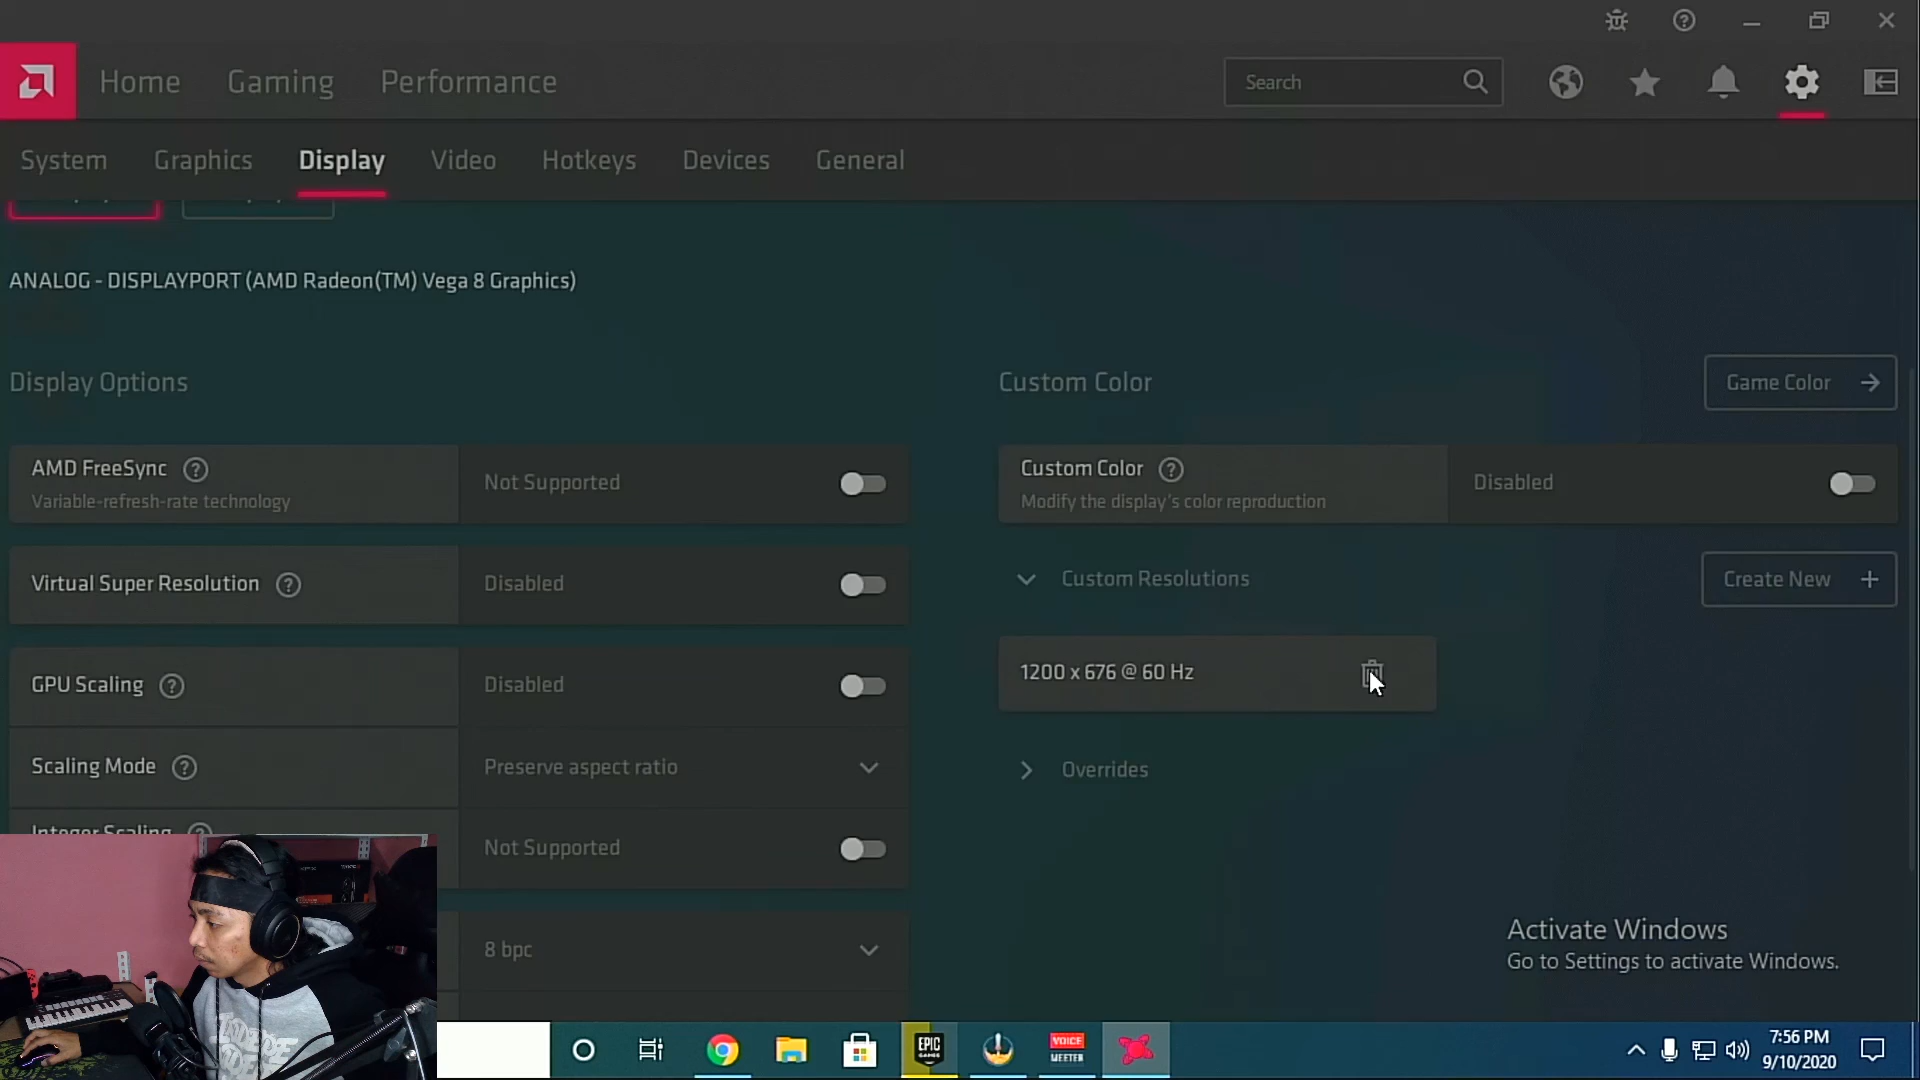 Home Gaming Performance Search
System Graphics Display Video Hotkeys Devices General
ANALOG - DISPLAYPORT (AMD Radeon(TM) Vega 8 Graphics)
Display Options
AMD FreeSync
Variable-refresh-rate technology
Not Supported
Virtual Super Resolution
Disabled
GPU Scaling
Disabled
Scaling Mode
Preserve aspect ratio
Integer Scaling
Not Supported
8 bpc
Custom Color
Game Color
Custom Color
Modify the display's color reproduction
Disabled
Custom Resolutions
Create New
1200 x 676 @ 60 Hz
Overrides
Activate Windows
Go to Settings to activate Windows.
EPIC
GAMES
VOICE
MEETER
7:56 PM
9/10/2020